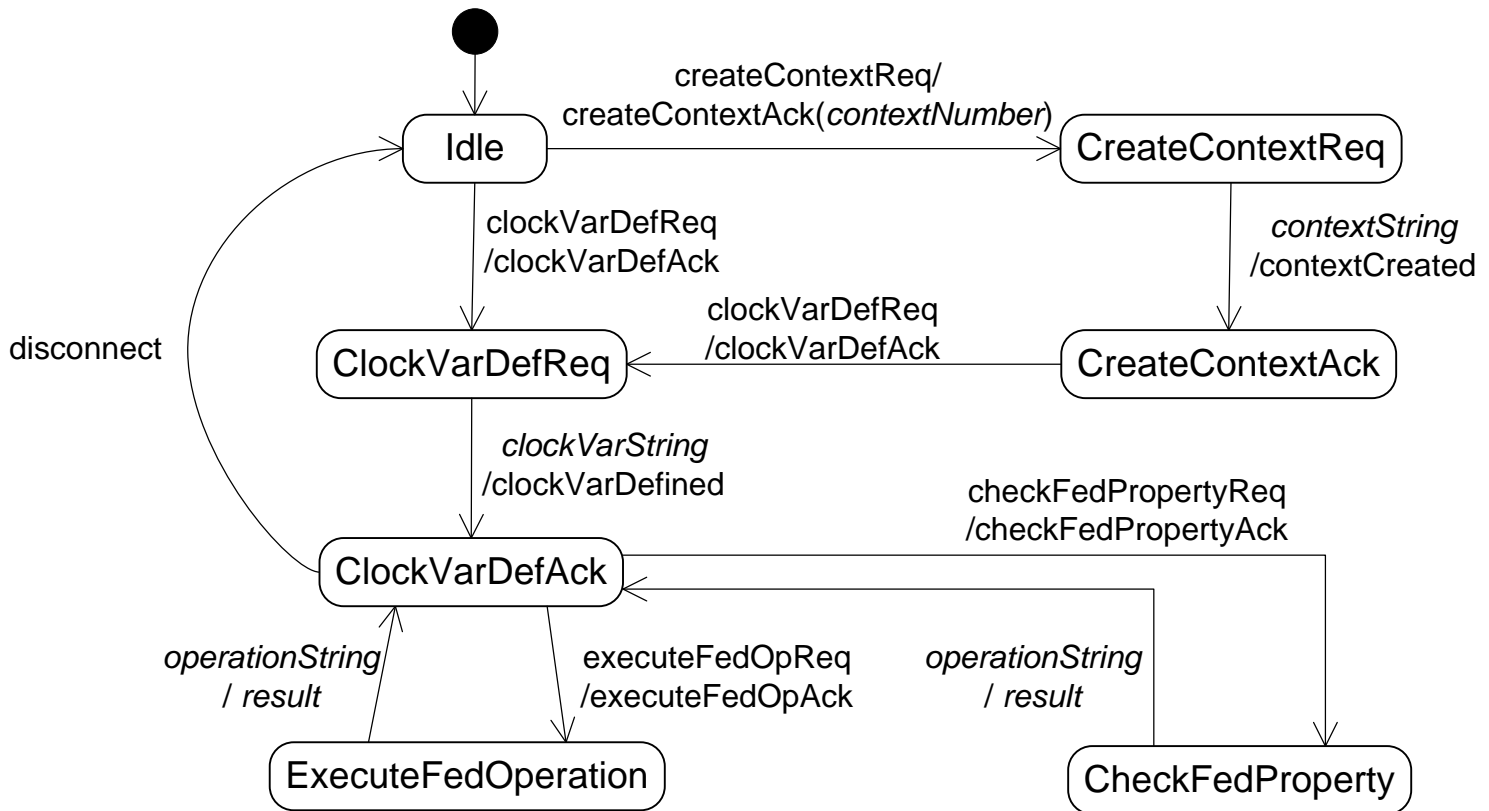 createContextReq/
createContextAck(contextNumber)
Idle
CreateContextReq
clockVarDefReq
/clockVarDefAck
contextString
/contextCreated
disconnect
clockVarDefReq
/clockVarDefAck
ClockVarDefReq
CreateContextAck
clockVarString
/clockVarDefined
checkFedPropertyReq
/checkFedPropertyAck
ClockVarDefAck
operationString
/ result
executeFedOpReq
/executeFedOpAck
operationString
/ result
ExecuteFedOperation
CheckFedProperty